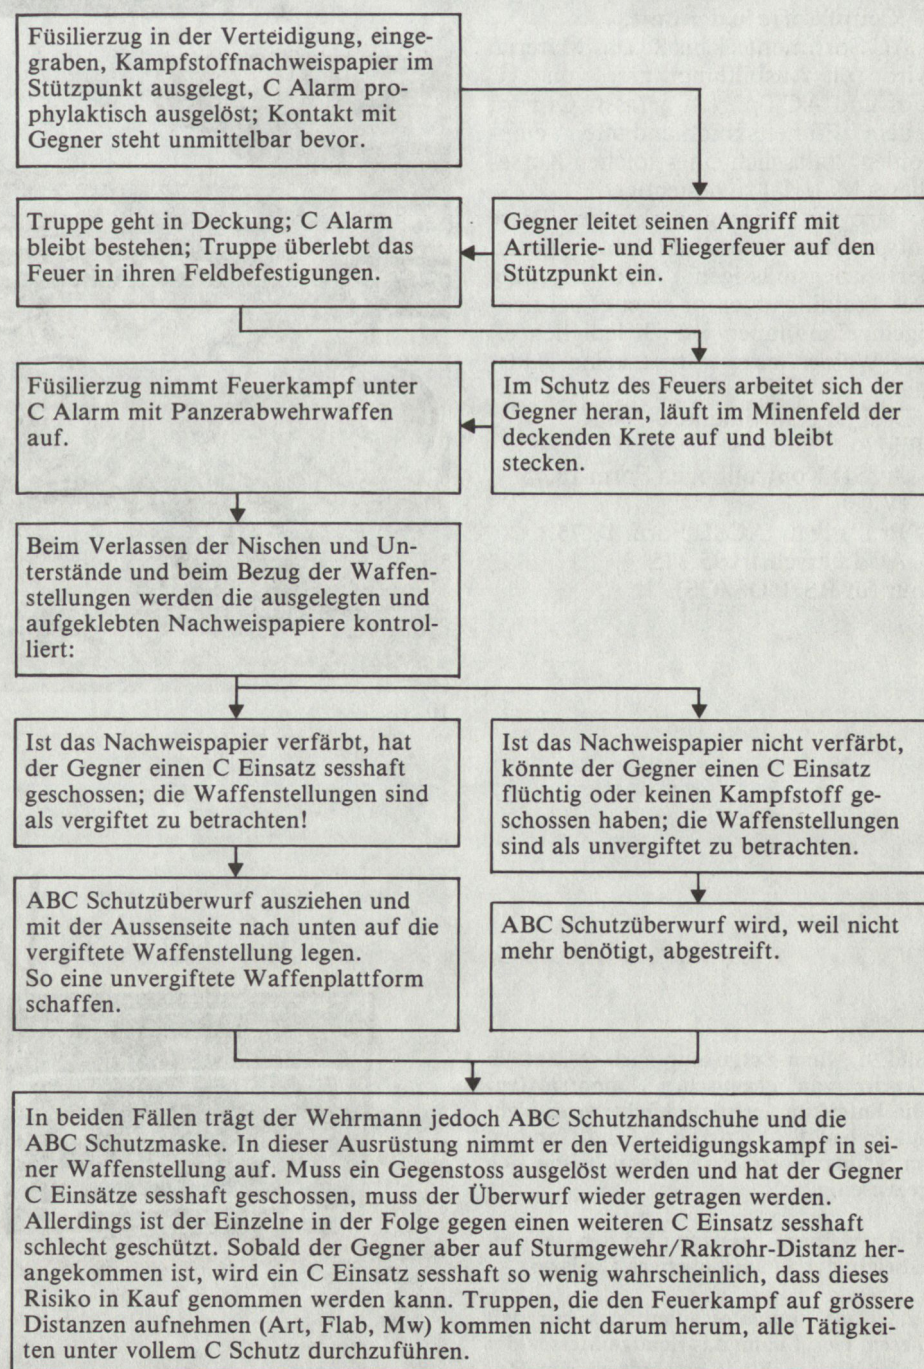 Füsilierzug in der Verteidigung, einge-
graben, Kampfstoffnachweispapier im
Stützpunkt ausgelegt, C Alarm pro-
phylaktisch ausgelöst; Kontakt mit
Gegner steht unmittelbar bevor.
Gegner leitet seinen Angriff mit
Artillerie- und Fliegerfeuer auf den
Stützpunkt ein.
Truppe geht in Deckung; C Alarm
bleibt bestehen; Truppe überlebt das
Feuer in ihren Feldbefestigungen.
Im Schutz des Feuers arbeitet sich der
Gegner heran, läuft im Minenfeld der
deckenden Krete auf und bleibt
stecken.
Füsilierzug nimmt Feuerkampf unter
C Alarm mit Panzerabwehrwaffen
auf.
Beim Verlassen der Nischen und Un-
terstände und beim Bezug der Waffen-
stellungen werden die ausgelegten und
aufgeklebten Nachweispapiere kontrol-
liert:
Ist das Nachweispapier verfärbt, hat
der Gegner einen C Einsatz sesshaft
geschossen; die Waffenstellungen sind
als vergiftet zu betrachten!
Ist das Nachweispapier nicht verfärbt,
könnte der Gegner einen C Einsatz
flüchtig oder keinen Kampfstoff ge-
schossen haben; die Waffenstellungen
sind als unvergiftet zu betrachten.
ABC Schutzüberwurf ausziehen und
mit der Aussenseite nach unten auf die
vergiftete Waffenstellung legen.
So eine unvergiftete Waffenplattform
schaffen.
ABC Schutzüberwurf wird, weil nicht
mehr benötigt, abgestreift.
In beiden Fällen trägt der Wehrmann jedoch ABC Schutzhandschuhe und die
ABC Schutzmaske. In dieser Ausrüstung nimmt er den Verteidigungskampf in sei-
ner Waffenstellung auf. Muss ein Gegenstoss ausgelöst werden und hat der Gegner
C Einsätze sesshaft geschossen, muss der Überwurf wieder getragen werden.
Allerdings ist der Einzelne in der Folge gegen einen weiteren C Einsatz sesshaft
schlecht geschützt. Sobald der Gegner aber auf Sturmgewehr/Rakrohr-Distanz her-
angekommen ist, wird ein C Einsatz sesshaft so wenig wahrscheinlich, dass dieses
Risiko in Kauf genommen werden kann. Truppen, die den Feuerkampf auf grössere
Distanzen aufnehmen (Art, Flab, Mw) kommen nicht darum herum, alle Tätigkei-
ten unter vollem C Schutz durchzuführen.